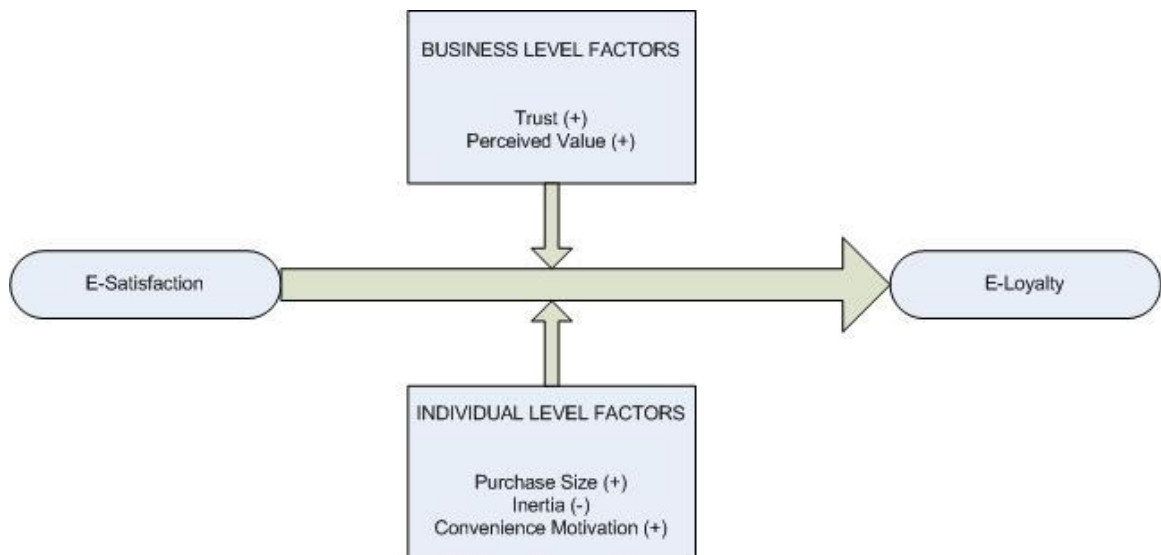 BUSINESS LEVEL FACTORS
Trust (+)
Perceived Value (+)
E-Satisfaction
E-Loyalty
INDIVIDUAL LEVEL FACTORS
Purchase Size (+)
Inertia (-)
Convenience Motivation (+)